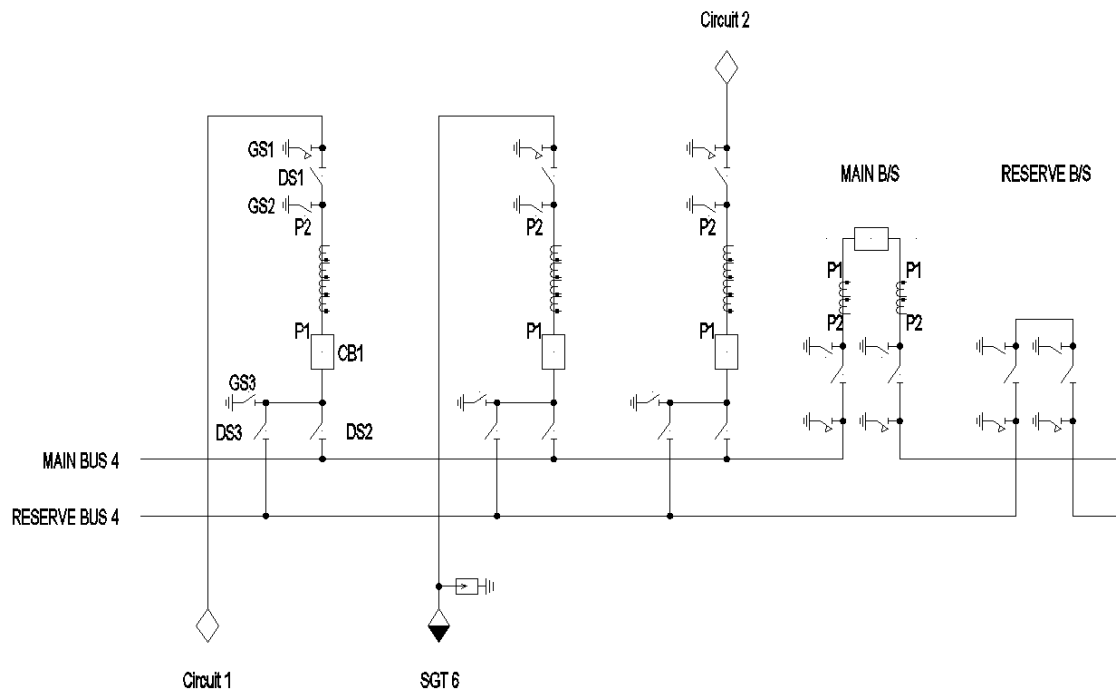 Circuit 2
GS1
DS1
GS2
P2
P2
P2
MAIN B/S
RESERVE B/S
P1
P1
P2
P2
P1
CB1
P1
P1
GS3
DS3
DS2
MAIN BUS 4
RESERVE BUS 4
Circuit 1
SGT 6